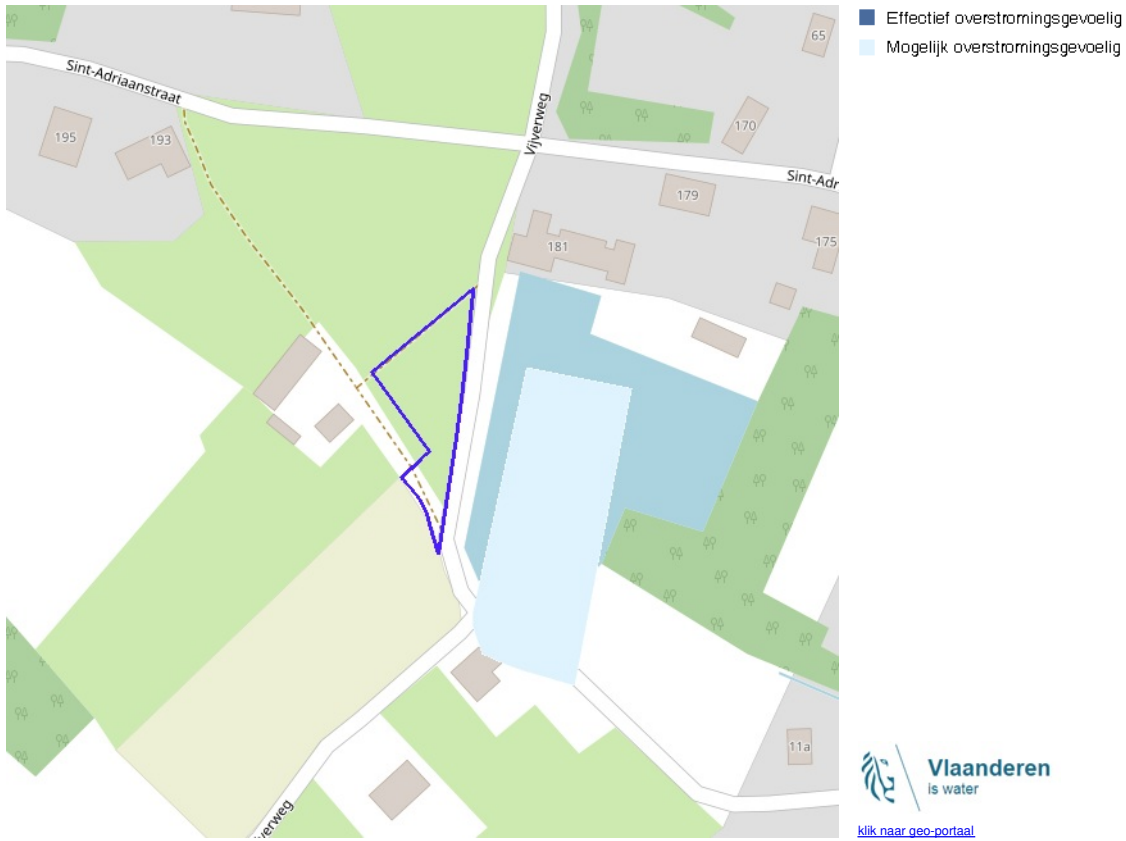 Effectief overstromingsgevoelig
Mogelijk overstromingsgevoelig
65
Sint-Adriaanstraat
195
193
Vijverweg
170
Sint-Adr
179
175
181
11a
Vlaanderen
is water
klik naar geo-portaal